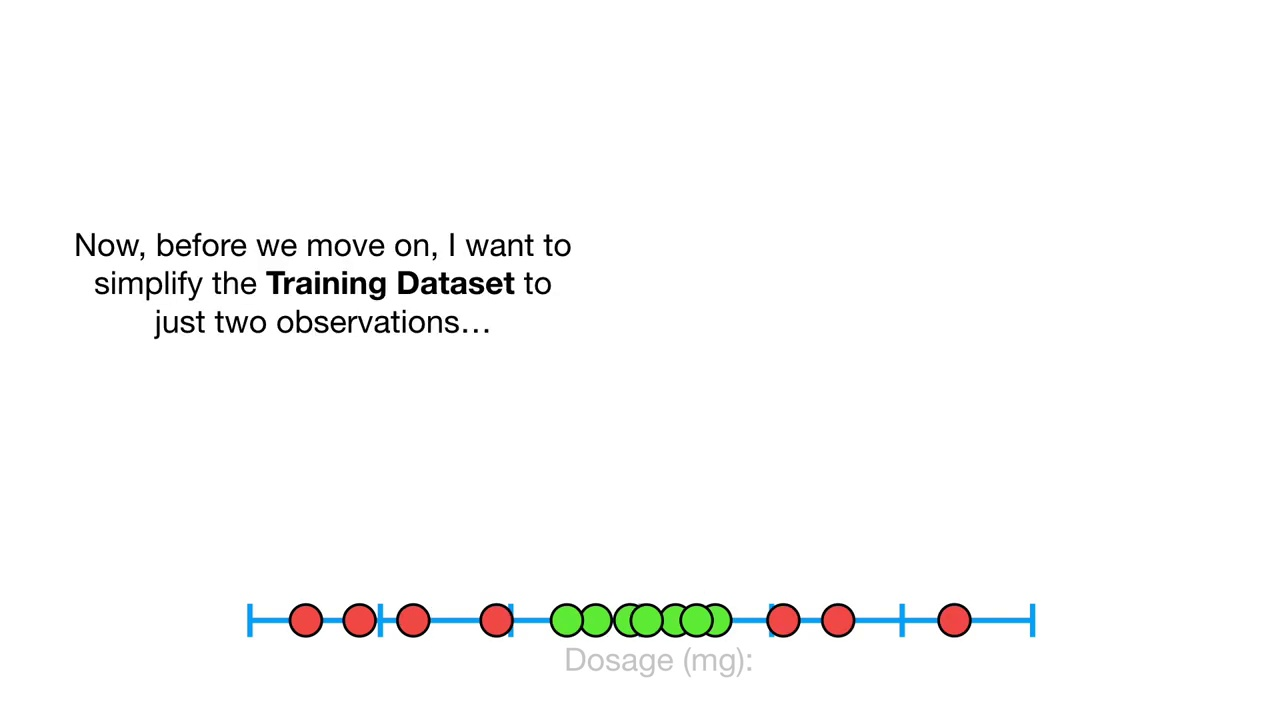 Now, before we move on, I want to
simplify the Training Dataset to
just two observations…
Dosage (mg):